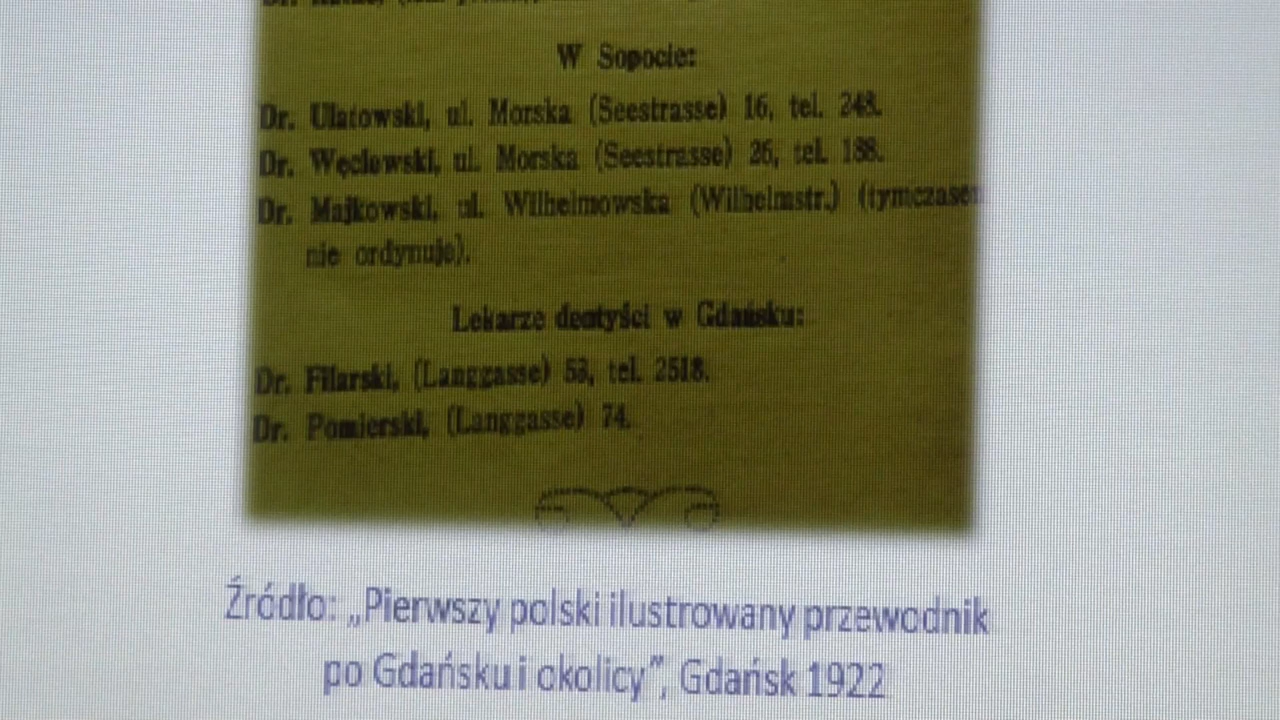 W Sopocie:
Dr. Ulatowski, ul. Morska (Seestrasse) 16, tel. 248.
Dr. Węclewski, ul. Morska (Seestrasse) 26, tel. 188.
Dr. Majkowski, ul. Wilhelmowska (Wilhelmstr.) (tymczasem
nie ordynuje).
Lekarze dentyści w Gdańsku:
Dr. Filarski, (Langgasse) 53, tel. 2518.
Dr. Pomierski, (Langgasse) 74.
Źródło: „Pierwszy polski ilustrowany przewodnik
po Gdańsku i okolicy”, Gdańsk 1922